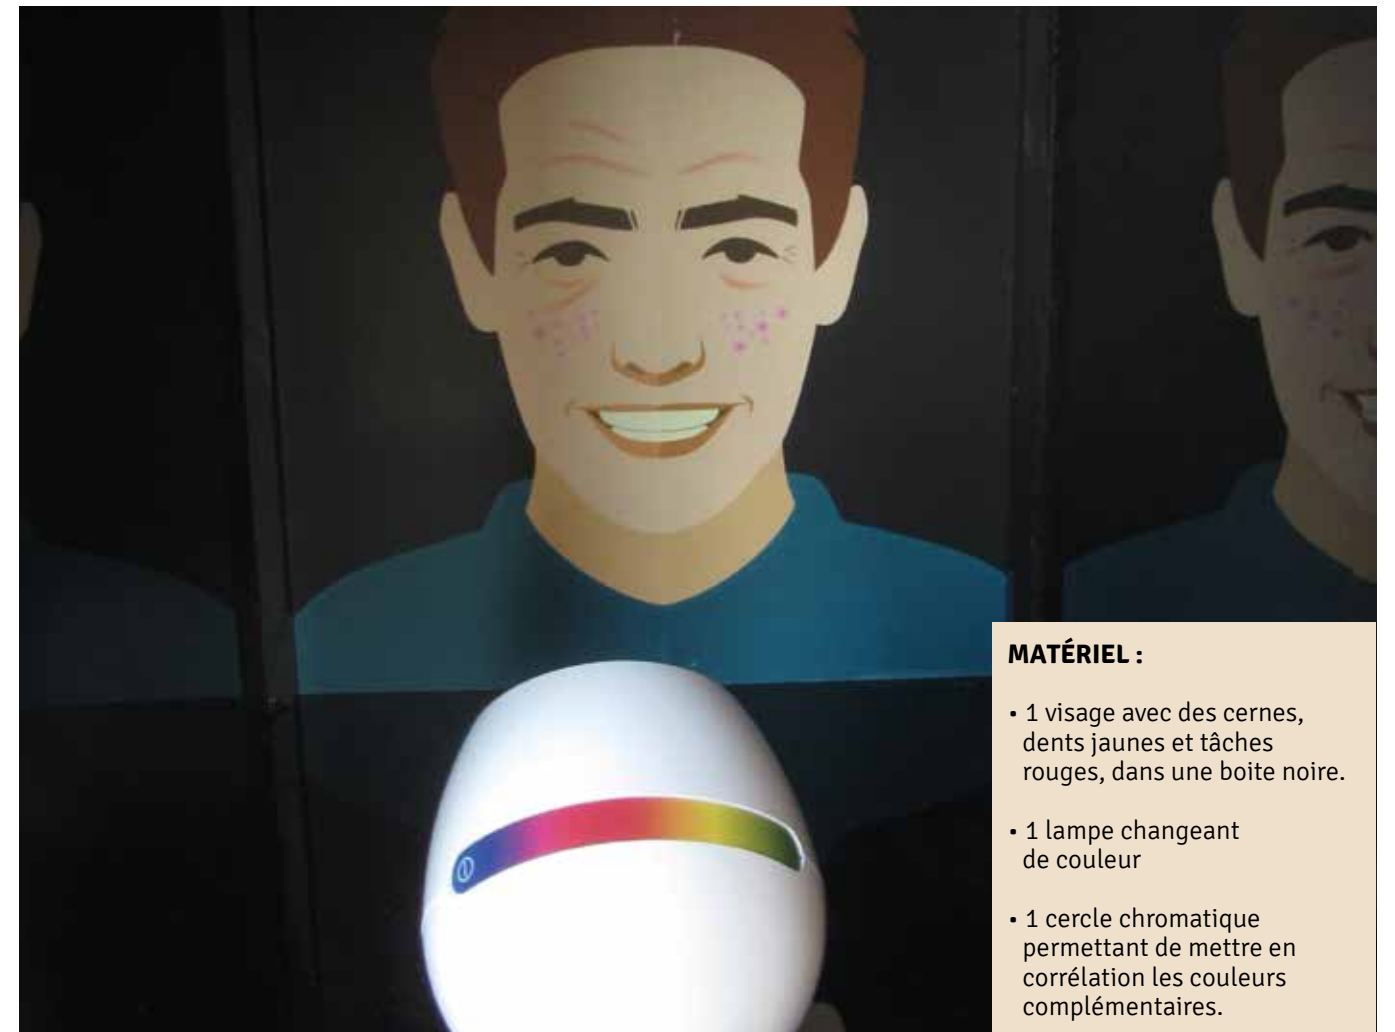 MATÉRIEL :
• 1 visage avec des cernes,
dents jaunes et tâches
rouges, dans une boite noire.
• 1 lampe changeant
de couleur
• 1 cercle chromatique
permettant de mettre en
corrélation les couleurs
complémentaires.